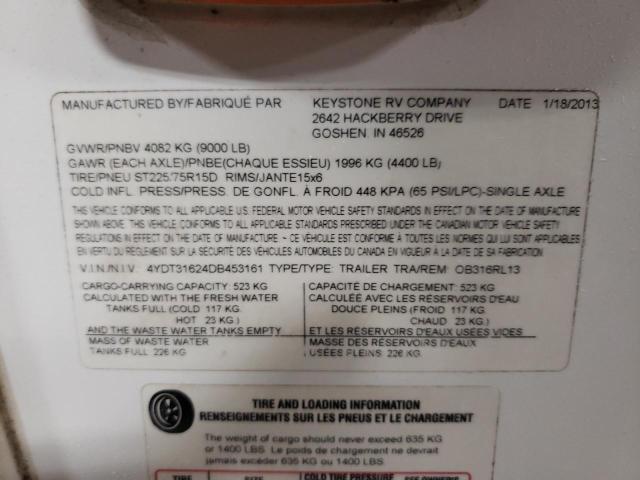 MANUFACTURED BY/FABRIQUÉ PAR KEYSTONE RV COMPANY DATE 1/18/2013
2642 HACKBERRY DRIVE
GOSHEN, IN 46526
GVWR/PNBV 4082 KG (9000 LB)
GAWR (EACH AXLE)/PNBE(CHAQUE ESSIEU) 1996 KG (4400 LB)
TIRE/PNEU ST225/75R15D RIMS/JANTE15x6
COLD INFL. PRESS/PRESS. DE GONFL. À FROID 448 KPA (65 PSI/LPC)-SINGLE AXLE
THIS VEHICLE CONFORMS TO ALL APPLICABLE U.S. FEDERAL MOTOR VEHICLE SAFETY STANDARDS IN EFFECT ON THE DATE OF MANUFACTURE
SHOWN ABOVE. THIS VEHICLE CONFORMS TO ALL APPLICABLE STANDARDS PRESCRIBED UNDER THE CANADIAN MOTOR VEHICLE SAFETY
REGULATIONS IN EFFECT ON THE DATE OF MANUFACTURE ~ CE VÉHICULE EST CONFORME À TOUTES LES NORMES QUI LUI SONT APPLICABLES
EN VERTU DU RÈGLEMENT SUR LA SÉCURITÉ DES VÉHICULES AUTOMOBILES DU CANADA EN VIGUEUR A LA DATE DE SA FABRICATION
V.I.N./N.I.V. 4YDT31624DB453161 TYPE/TYPE: TRAILER TRA/REM: OB316RL13
CARGO-CARRYING CAPACITY: 523 KG
CALCULATED WITH THE FRESH WATER
TANKS FULL (COLD 117 KG.
HOT 23 KG.)
AND THE WASTE WATER TANKS EMPTY
MASS OF WASTE WATER
TANKS FULL: 226 KG
CAPACITÉ DE CHARGEMENT: 523 KG
CALCULÉE AVEC LES RÉSERVOIRS D'EAU
DOUCE PLEINS (FROID 117 KG.
CHAUD 23 KG.)
ET LES RÉSERVOIRS D'EAUX USÉES VIDES
MASSE DES RÉSERVOIRS D'EAUX
USÉES PLEINS: 226 KG
TIRE AND LOADING INFORMATION
RENSEIGNEMENTS SUR LES PNEUS ET LE CHARGEMENT
The weight of cargo should never exceed 635 KG
or 1400 LBS. Le poids de chargement ne devrait
jamais excéder 635 KG ou 1400 LBS.
TIRE SIZE COLD TIRE PRESSURE SEE OWNER'S